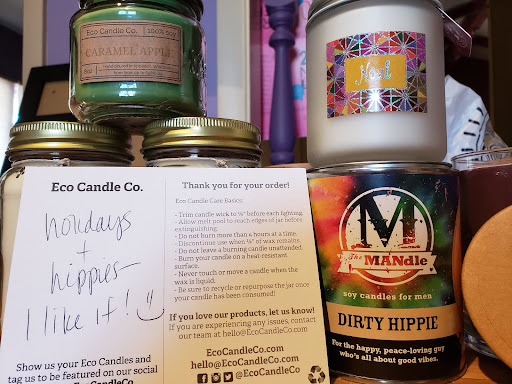 Eco Candle Co. | 100% soy
CARAMEL APPLE
8oz
Noel
Eco Candle Co.
holidays
+
hippies-
I like it!
Show us your Eco Candles and
tag us to be featured on our social
Thank you for your order!
Eco Candle Care Basics:
- Trim candle wick to ¼" before each lighting.
- Allow melt pool to reach edges of jar before
extinguishing.
- Do not burn more than 4 hours at a time.
- Discontinue use when ¼" of wax remains.
- Do not leave a burning candle unattended.
- Burn your candle on a heat-resistant
surface.
- Never touch or move a candle when the
wax is liquid.
- Be sure to recycle or repurpose the jar once
your candle has been consumed!
If you love our products, let us know!
If you are experiencing any issues, contact
our team at hello@EcoCandleCo.com
EcoCandleCo.com
hello@EcoCandleCo.com
@EcoCandleCo
M
The MANdle
soy candles for men
DIRTY HIPPIE
For the happy, peace-loving guy
who's all about good vibes.